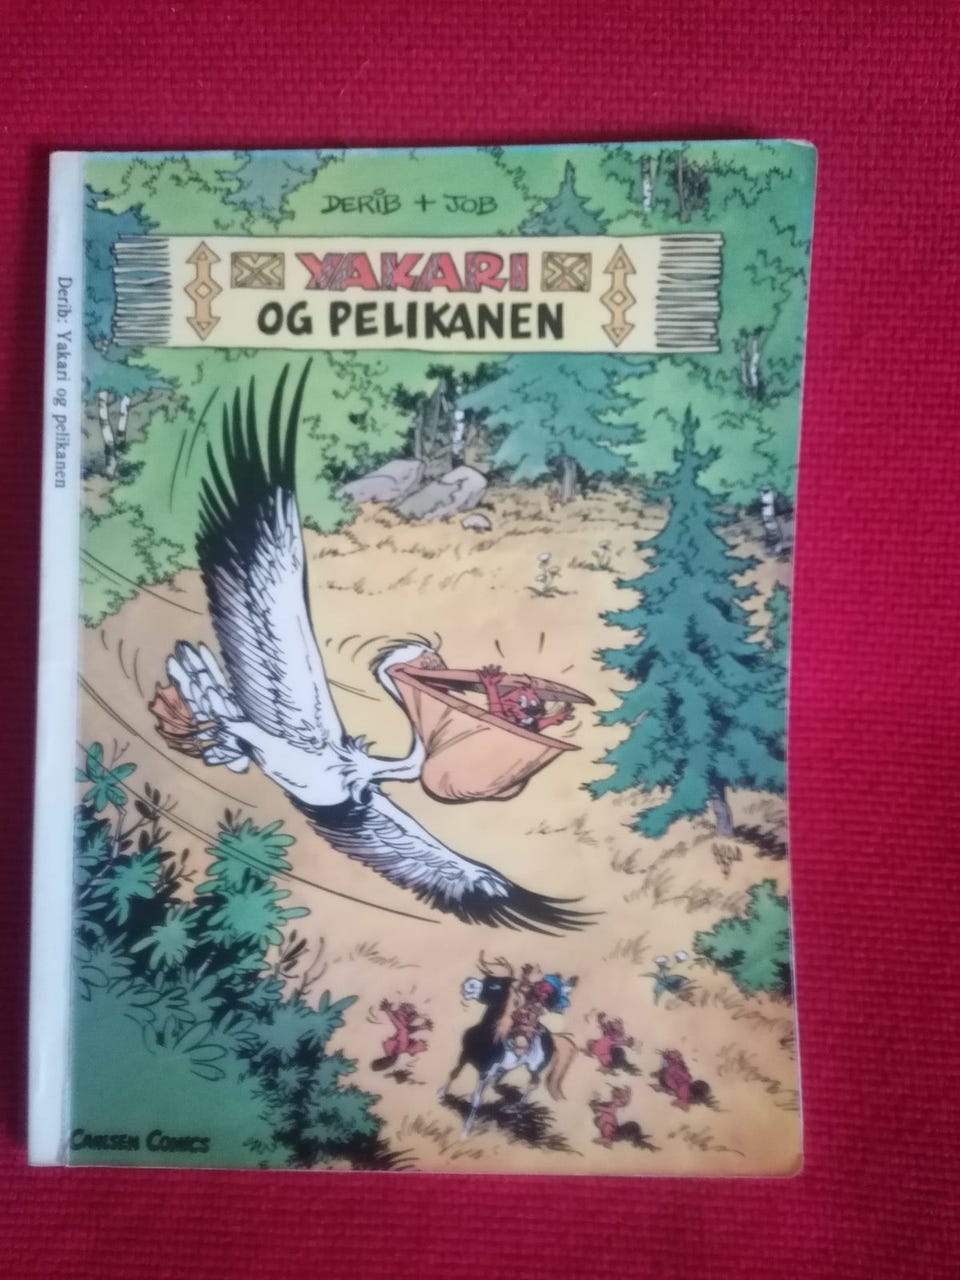 DERIB + JOB
YAKARI
OG PELIKANEN
Derib: Yakari og pelikanen
CARLSEN COMICS